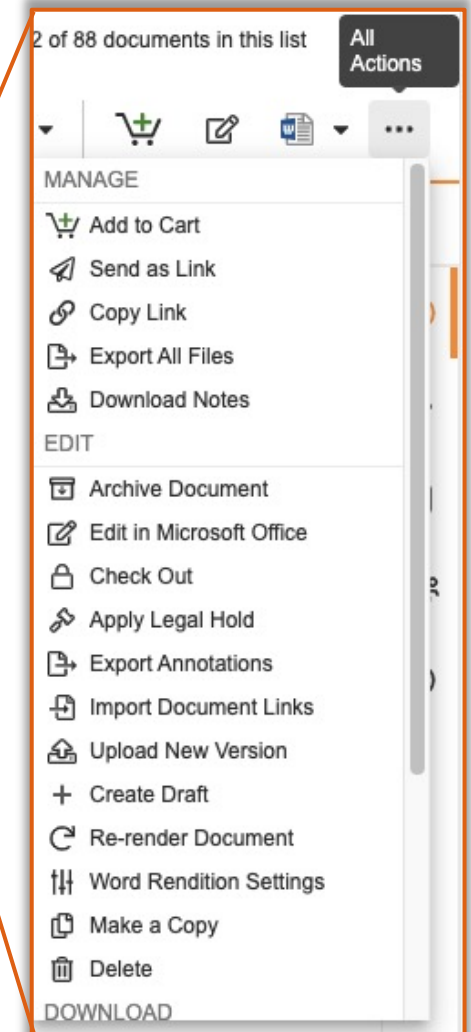 2 of 88 documents in this list
All
Actions
MANAGE
Add to Cart
Send as Link
Copy Link
Export All Files
Download Notes
EDIT
Archive Document
Edit in Microsoft Office
Check Out
Apply Legal Hold
Export Annotations
Import Document Links
Upload New Version
Create Draft
Re-render Document
Word Rendition Settings
Make a Copy
Delete
DOWNLOAD